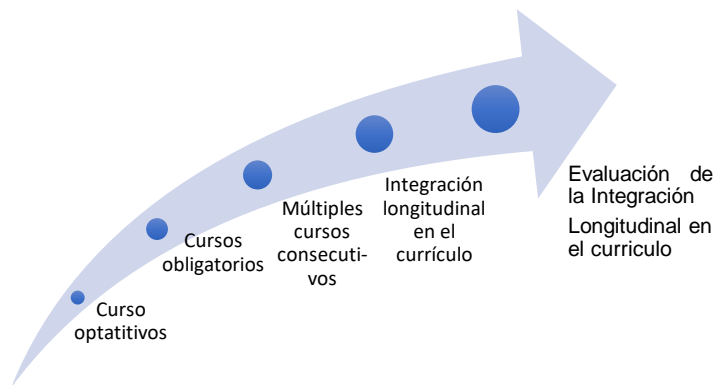 Curso
optatitivos
Cursos
obligatorios
Múltiples
cursos
consecuti-
vos
Integración
longitudinal
en el
currículo
Evaluación de
la Integración
Longitudinal en
el curriculo